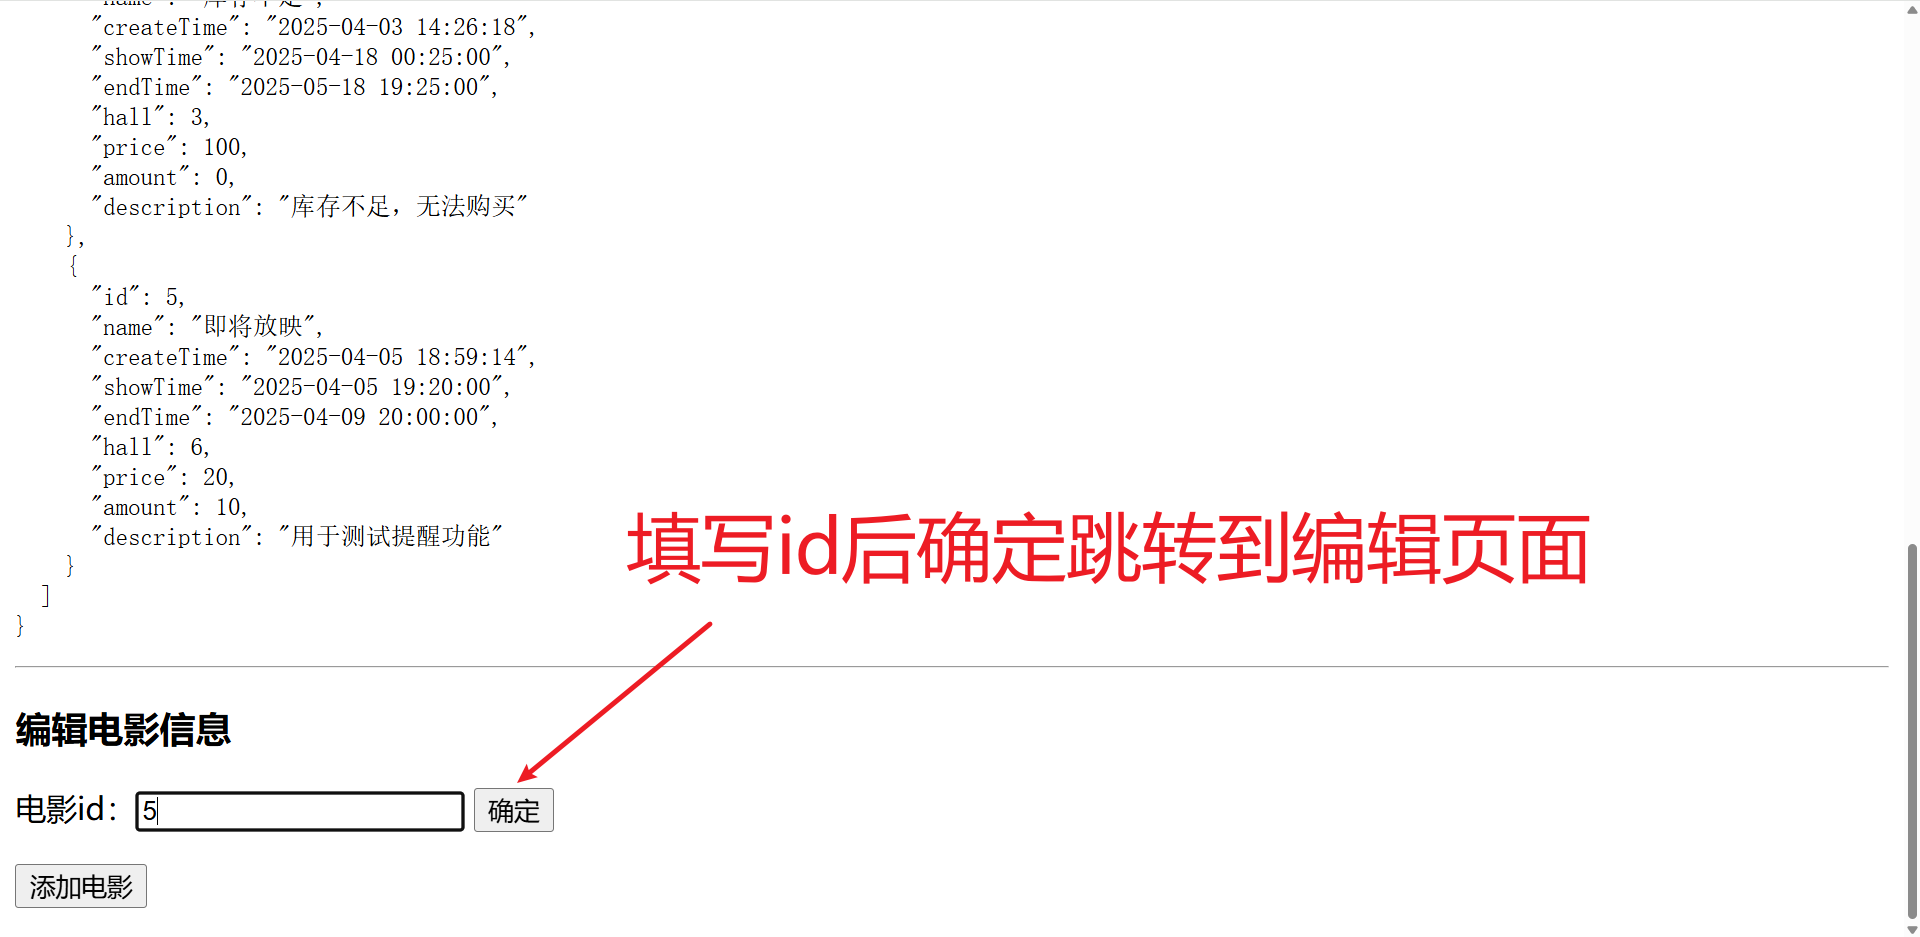 "name": "库存不足",
"createTime": "2025-04-03 14:26:18",
"showTime": "2025-04-18 00:25:00",
"endTime": "2025-05-18 19:25:00",
"hall": 3,
"price": 100,
"amount": 0,
"description": "库存不足，无法购买"
},
{
"id": 5,
"name": "即将放映",
"createTime": "2025-04-05 18:59:14",
"showTime": "2025-04-05 19:20:00",
"endTime": "2025-04-09 20:00:00",
"hall": 6,
"price": 20,
"amount": 10,
"description": "用于测试提醒功能"
}
]
}
填写id后确定跳转到编辑页面
编辑电影信息
电影id： 5 确定
添加电影